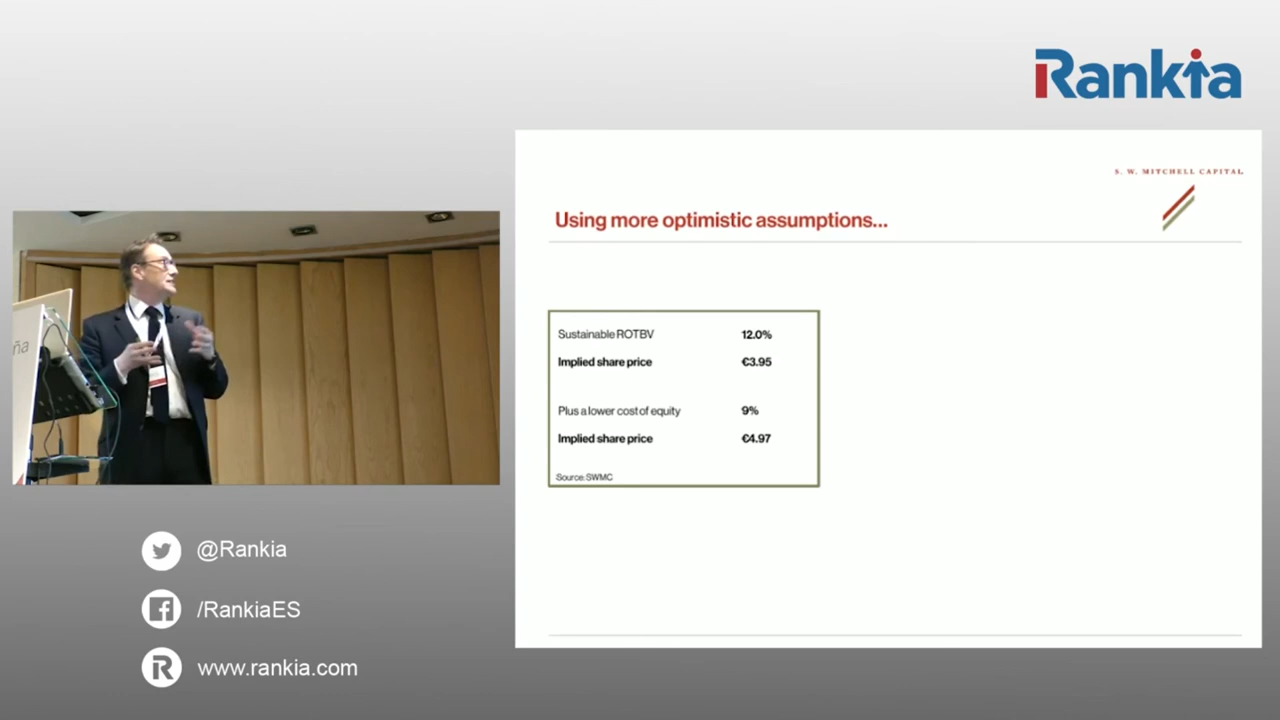 Rankia
S. W. MITCHELL CAPITAL
Using more optimistic assumptions...
Sustainable ROTBV 12.0%
Implied share price €3.95
Plus a lower cost of equity 9%
Implied share price €4.97
Source: SWMC
ña
@Rankia
/RankiaES
www.rankia.com